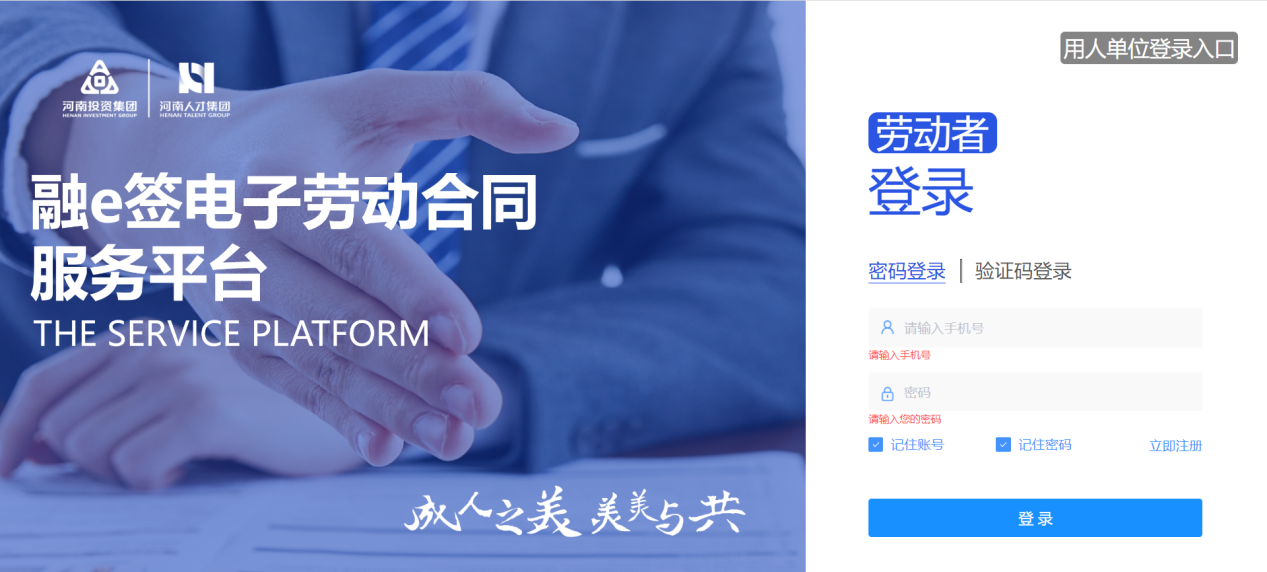 河南投资集团
HENAN INVESTMENT GROUP
河南人才集团
HENAN TALENT GROUP
融e签电子劳动合同
服务平台
THE SERVICE PLATFORM
成人之美 美美与共
用人单位登录入口
劳动者
登录
密码登录
验证码登录
请输入手机号
请输入手机号
密码
请输入您的密码
记住账号
记住密码
立即注册
登录